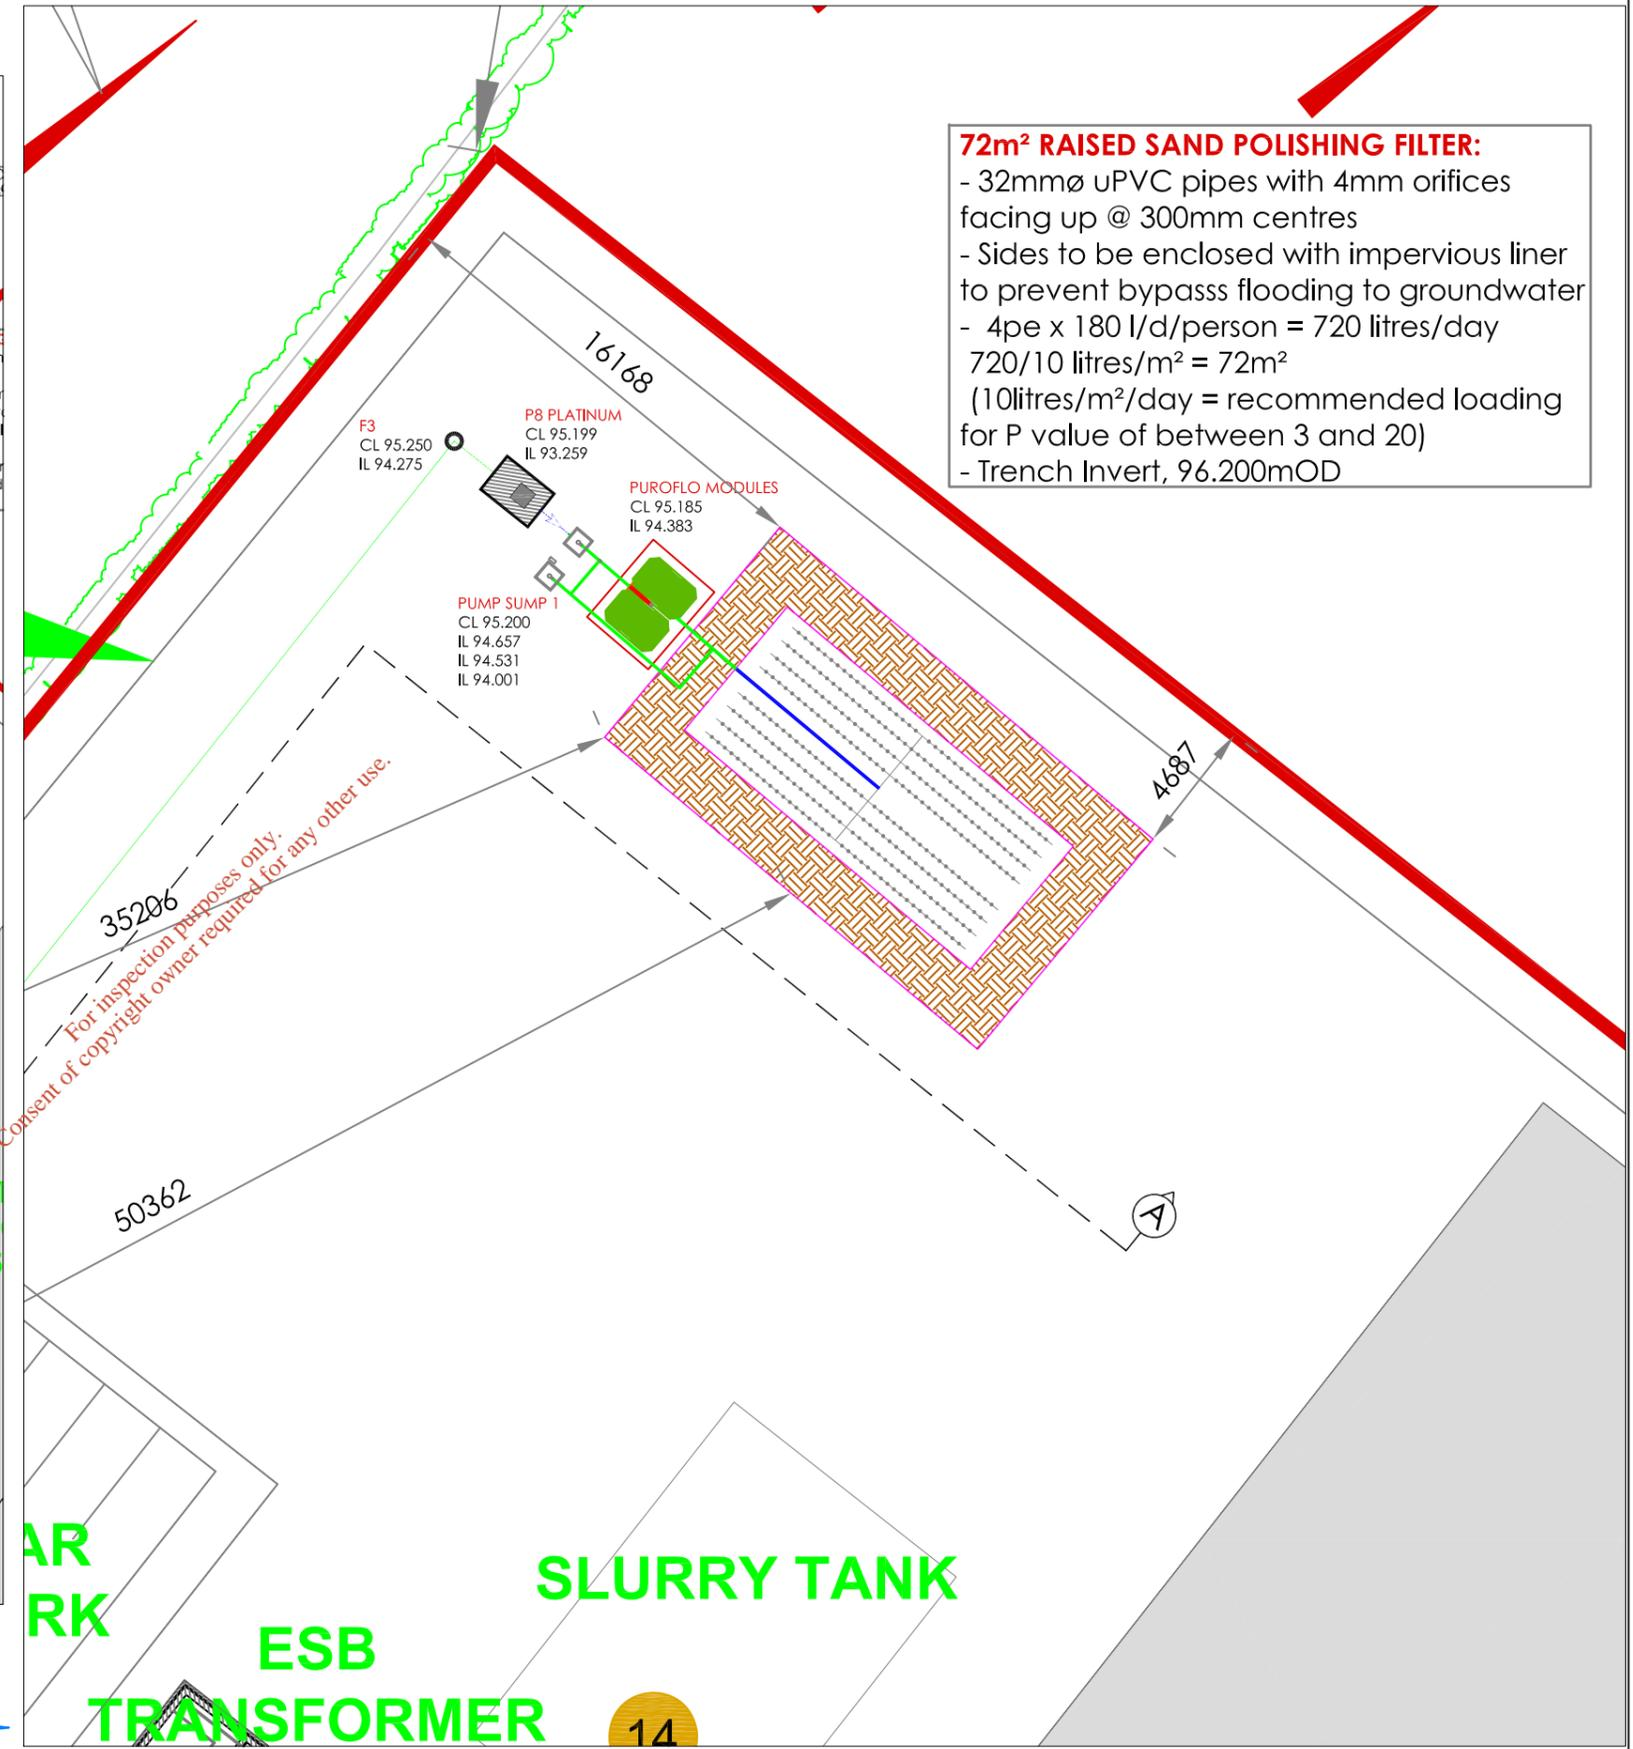 72m² RAISED SAND POLISHING FILTER:
- 32mmø uPVC pipes with 4mm orifices
facing up @ 300mm centres
- Sides to be enclosed with impervious liner
to prevent bypasss flooding to groundwater
- 4pe x 180 l/d/person = 720 litres/day
720/10 litres/m² = 72m²
(10litres/m²/day = recommended loading
for P value of between 3 and 20)
- Trench Invert, 96.200mOD
16168
F3
CL 95.250
IL 94.275
P8 PLATINUM
CL 95.199
IL 93.259
PUROFLO MODULES
CL 95.185
IL 94.383
PUMP SUMP 1
CL 95.200
IL 94.657
IL 94.531
IL 94.001
4687
35206
For inspection purposes only.
Consent of copyright owner required for any other use.
50362
A
AR
RK
SLURRY TANK
ESB
TRANSFORMER
14